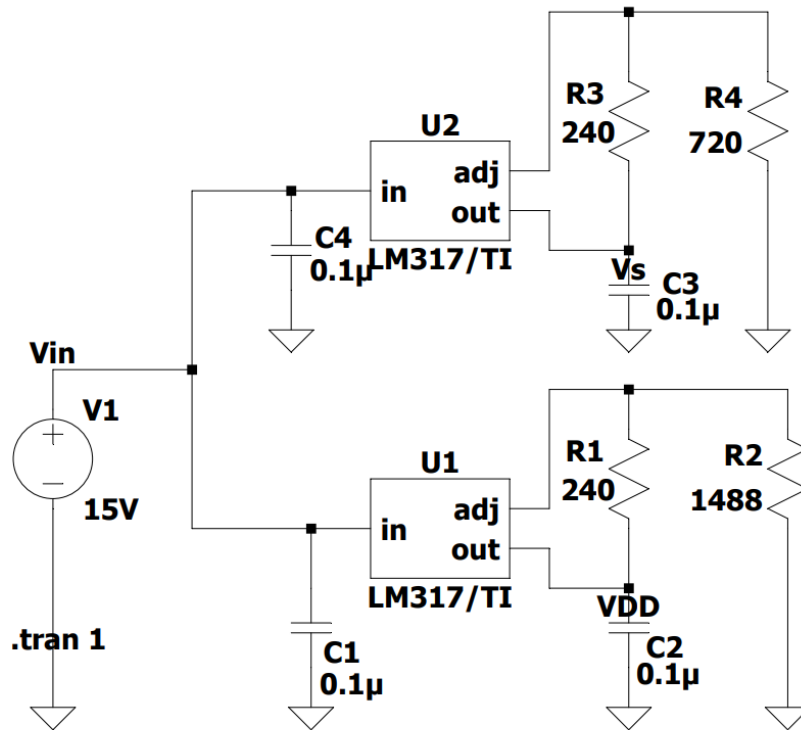 R3
240
R4
720
U2
adj
in
out
C4
0.1µ
LM317/TI
Vs
C3
0.1µ
Vin
V1
15V
R1
240
R2
1488
U1
adj
in
out
LM317/TI
VDD
C2
0.1µ
.tran 1
C1
0.1µ